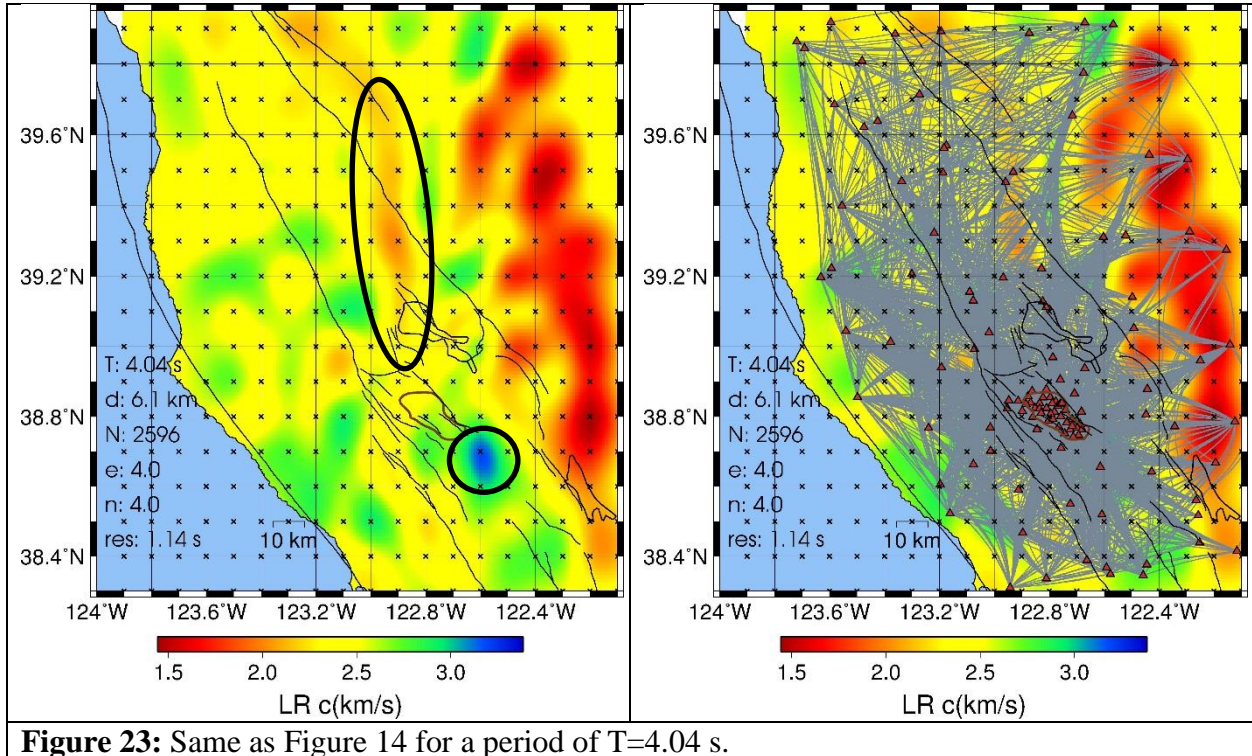 39.6˚N
39.2˚N
38.8˚N
38.4˚N
T: 4.04 s
d: 6.1 km
N: 2596
e: 4.0
n: 4.0
res: 1.14 s
10 km
124˚W 123.6˚W 123.2˚W 122.8˚W 122.4˚W
1.5 2.0 2.5 3.0
LR c(km/s)
39.6˚N
39.2˚N
38.8˚N
38.4˚N
T: 4.04 s
d: 6.1 km
N: 2596
e: 4.0
n: 4.0
res: 1.14 s
10 km
124˚W 123.6˚W 123.2˚W 122.8˚W 122.4˚W
1.5 2.0 2.5 3.0
LR c(km/s)
Figure 23: Same as Figure 14 for a period of T=4.04 s.